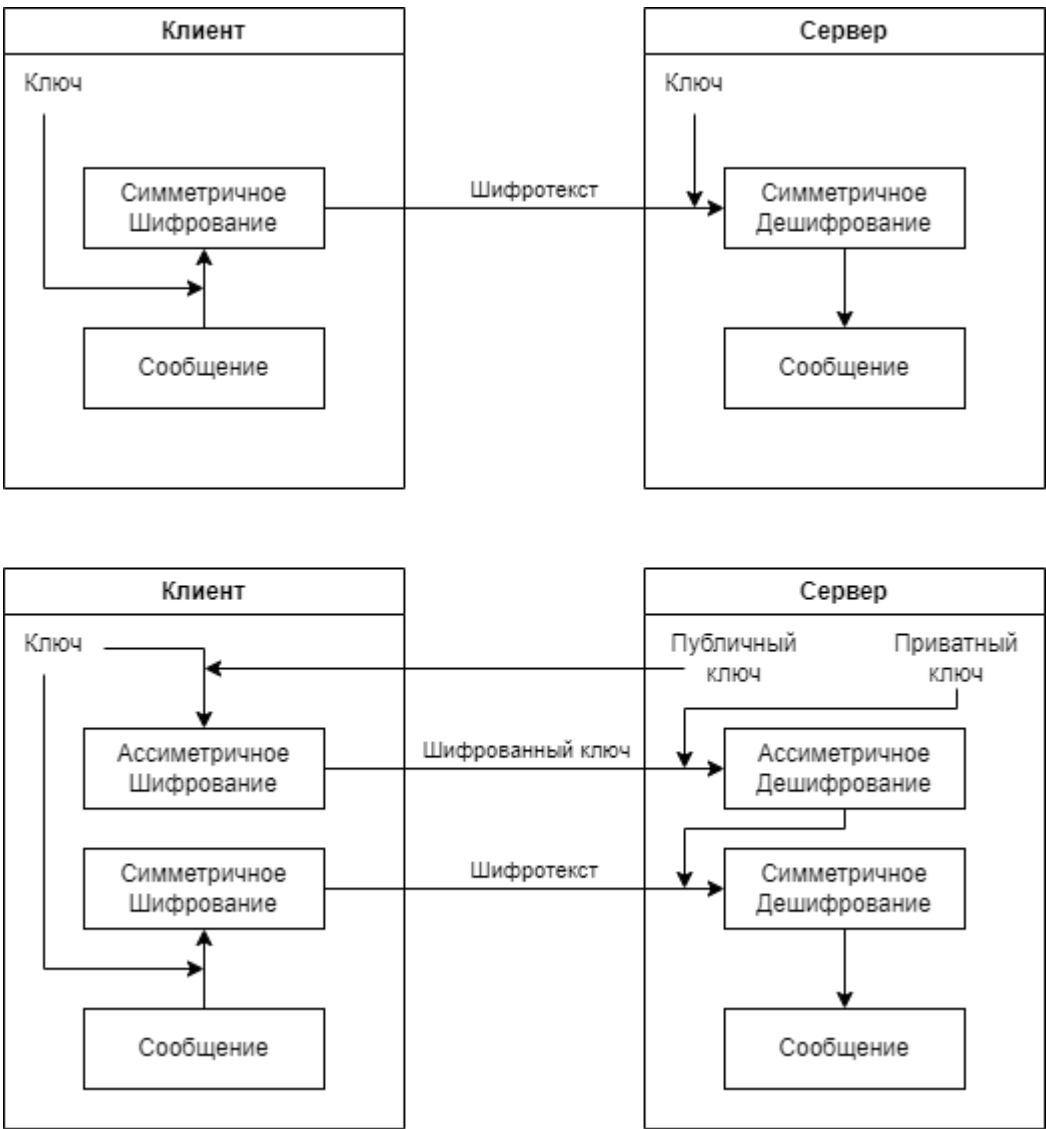 Клиент
Сервер
Ключ
Ключ
Симметричное
Шифрование
Шифротекст
Симметричное
Дешифрование
Сообщение
Сообщение
Клиент
Сервер
Ключ
Публичный
ключ
Приватный
ключ
Ассиметричное
Шифрование
Шифрованный ключ
Ассиметричное
Дешифрование
Симметричное
Шифрование
Шифротекст
Симметричное
Дешифрование
Сообщение
Сообщение